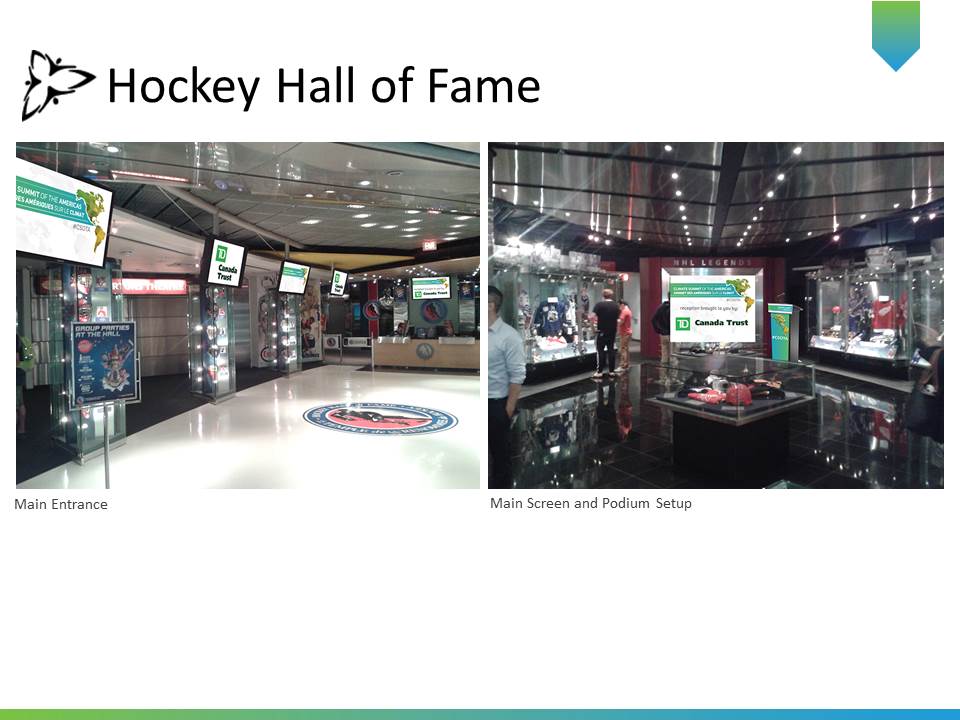 Hockey Hall of Fame
SUMMIT OF THE AMERICAS
DES AMÉRIQUES SUR LE CLIMAT
#CSOTA
TD
Canada
Trust
GROUP PARTIES
AT THE HALL
Canada Trust
NHL LEGENDS
CLIMATE SUMMIT OF THE AMERICAS
SOMMET DES AMÉRIQUES SUR LE CLIMAT
#CSOTA
reception brought to you by:
TD Canada Trust
#CSOTA
Main Entrance
Main Screen and Podium Setup